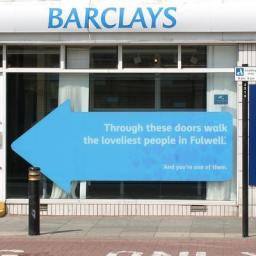 BARCLAYS
Through these doors walk
the loveliest people in Fulwell.
And you're one of them.